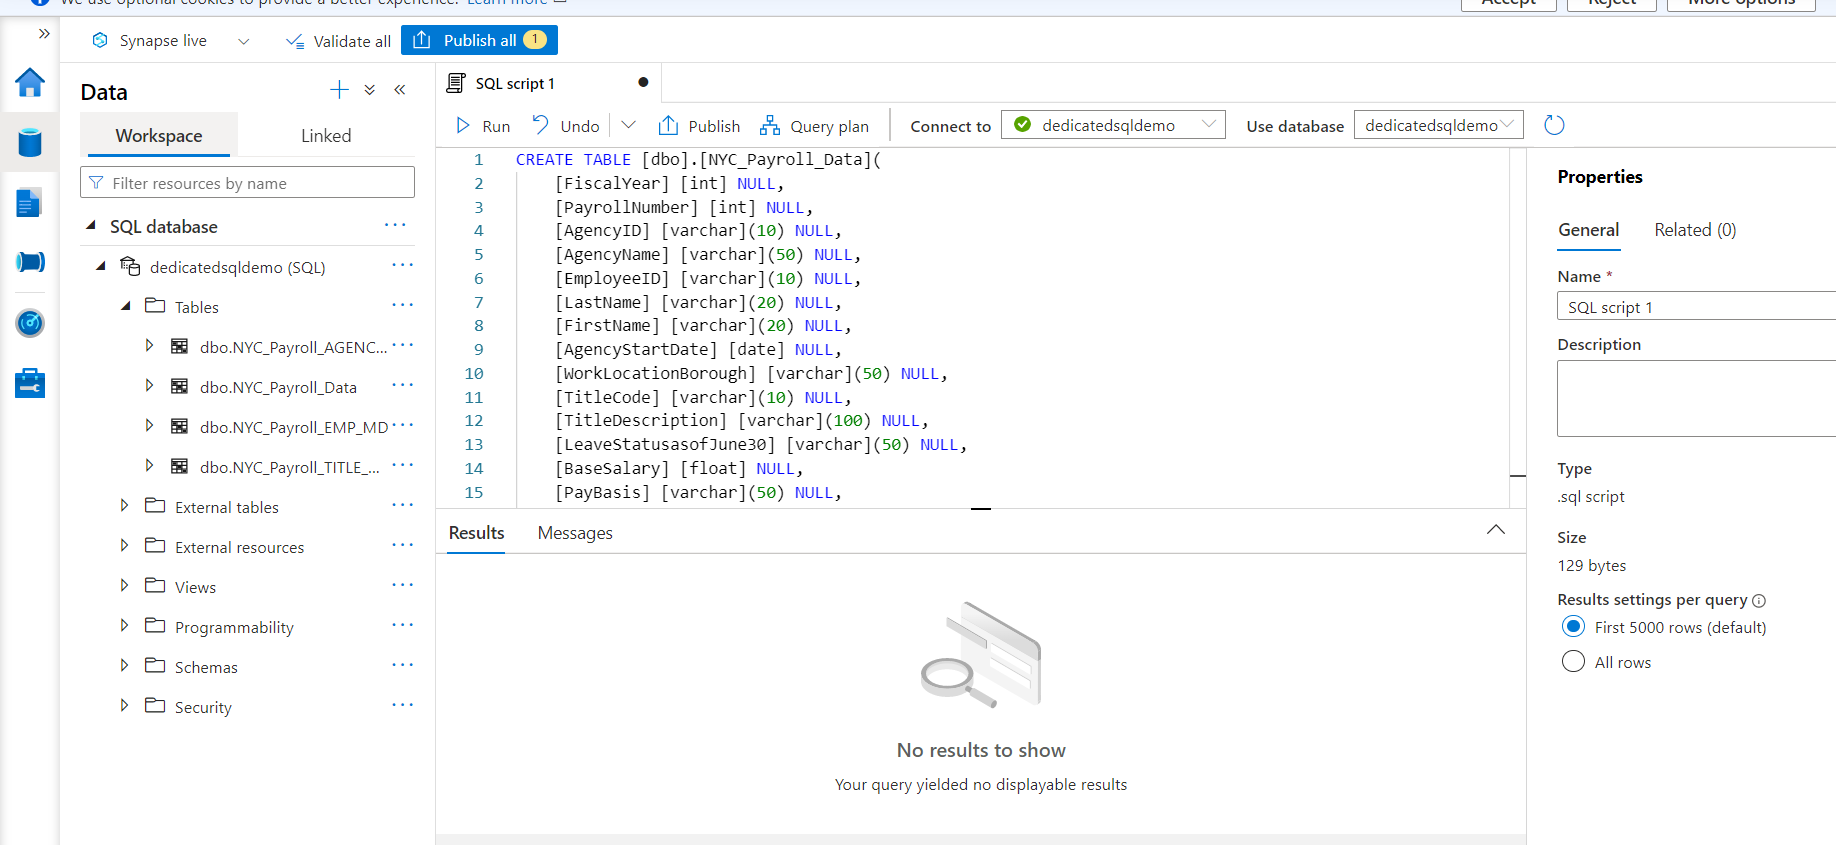 We use optional cookies to provide a better experience. Learn more
Accept
Reject
More options
Synapse live
Validate all
Publish all 1
Data
Workspace
Linked
Filter resources by name
SQL database
dedicatedsqldemo (SQL)
Tables
dbo.NYC_Payroll_AGENC...
dbo.NYC_Payroll_Data
dbo.NYC_Payroll_EMP_MD
dbo.NYC_Payroll_TITLE_...
External tables
External resources
Views
Programmability
Schemas
Security
SQL script 1
Run
Undo
Publish
Query plan
Connect to
dedicatedsqldemo
Use database
dedicatedsqldemo
1 CREATE TABLE [dbo].[NYC_Payroll_Data](
2 [FiscalYear] [int] NULL,
3 [PayrollNumber] [int] NULL,
4 [AgencyID] [varchar](10) NULL,
5 [AgencyName] [varchar](50) NULL,
6 [EmployeeID] [varchar](10) NULL,
7 [LastName] [varchar](20) NULL,
8 [FirstName] [varchar](20) NULL,
9 [AgencyStartDate] [date] NULL,
10 [WorkLocationBorough] [varchar](50) NULL,
11 [TitleCode] [varchar](10) NULL,
12 [TitleDescription] [varchar](100) NULL,
13 [LeaveStatusasofJune30] [varchar](50) NULL,
14 [BaseSalary] [float] NULL,
15 [PayBasis] [varchar](50) NULL,
Results
Messages
No results to show
Your query yielded no displayable results
Properties
General
Related (0)
Name *
SQL script 1
Description
Type
.sql script
Size
129 bytes
Results settings per query
First 5000 rows (default)
All rows